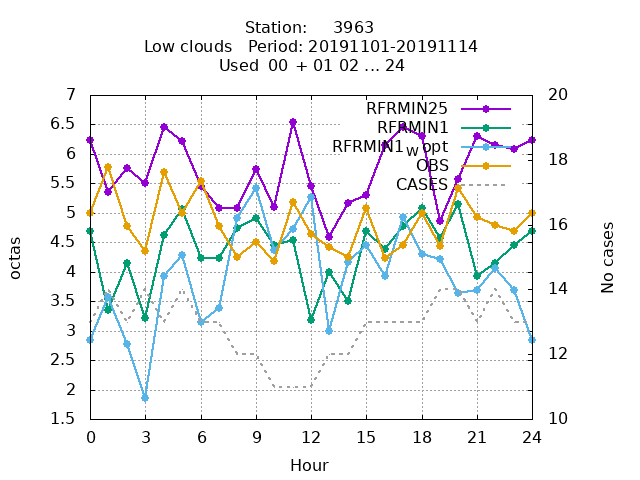 Station: 3963
Low clouds Period: 20191101-20191114
Used 00 + 01 02 ... 24
7
6.5
6
5.5
5
4.5
4
3.5
3
2.5
2
1.5
20
18
16
14
12
10
octas
No cases
RFRMIN25
RFRMIN1
RFRMIN1_w opt
OBS
CASES
0 3 6 9 12 15 18 21 24
Hour